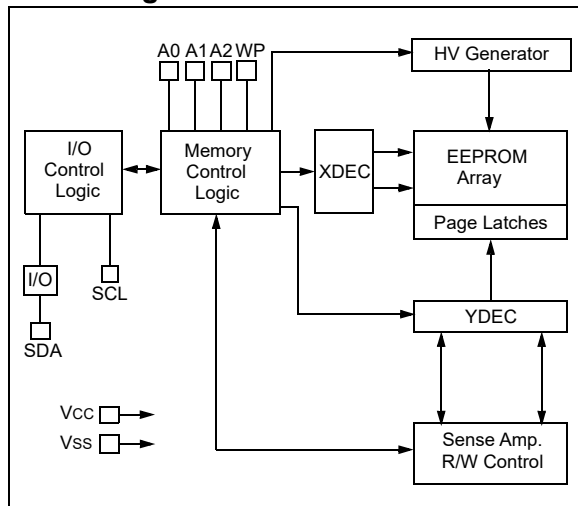 A0 A1 A2 WP
HV Generator
I/O
Control
Logic
Memory
Control
Logic
XDEC
EEPROM
Array
Page Latches
I/O
SCL
SDA
YDEC
VCC
VSS
Sense Amp.
R/W Control